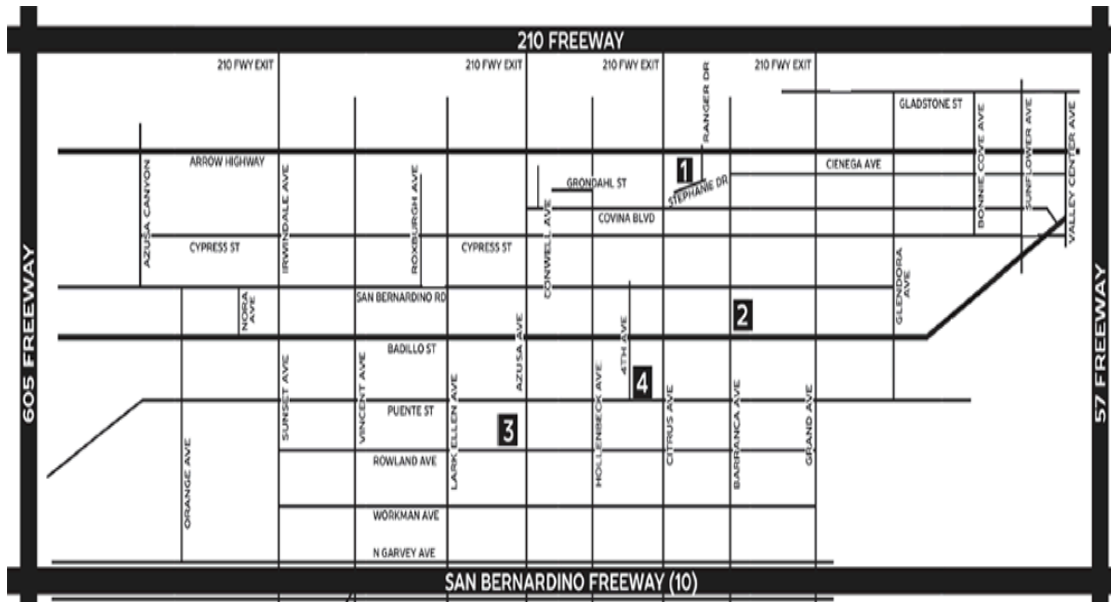 210 FREEWAY
210 FWY EXIT
210 FWY EXIT
210 FWY EXIT
210 FWY EXIT
RANGER DR
GLADSTONE ST
ARROW HIGHWAY
CIENEGA AVE
1
GRONDAHL ST
STEPHANIE DR
COVINA BLVD
AZUSA CANYON
IRWINDALE AVE
ROXBURGH AVE
CONWELL AVE
BONNIE COVE AVE
SUNFLOWER AVE
VALLEY CENTER AVE
CYPRESS ST
CYPRESS ST
605 FREEWAY
57 FREEWAY
NORA
AVE
SAN BERNARDINO RD
GLENDORA
AVE
2
BADILLO ST
AZUSA AVE
4TH AVE
4
SUNSET AVE
VINCENT AVE
LARK ELLEN AVE
PUENTE ST
3
HOLLENBECK AVE
CITRUS AVE
BARRANCA AVE
GRAND AVE
ROWLAND AVE
ORANGE AVE
WORKMAN AVE
N GARVEY AVE
SAN BERNARDINO FREEWAY (10)